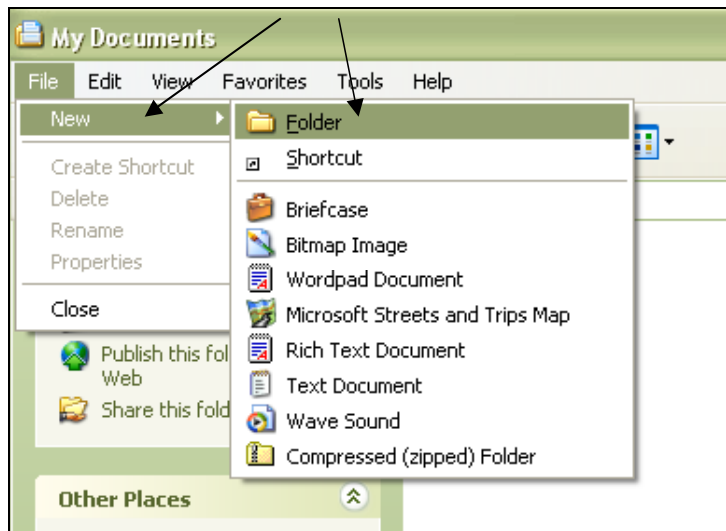 My Documents
File Edit View Favorites Tools Help
New
Folder
Shortcut
Create Shortcut
Delete
Rename
Properties
Close
Briefcase
Bitmap Image
Wordpad Document
Microsoft Streets and Trips Map
Rich Text Document
Text Document
Wave Sound
Compressed (zipped) Folder
Publish this fol
Web
Share this fold
Other Places